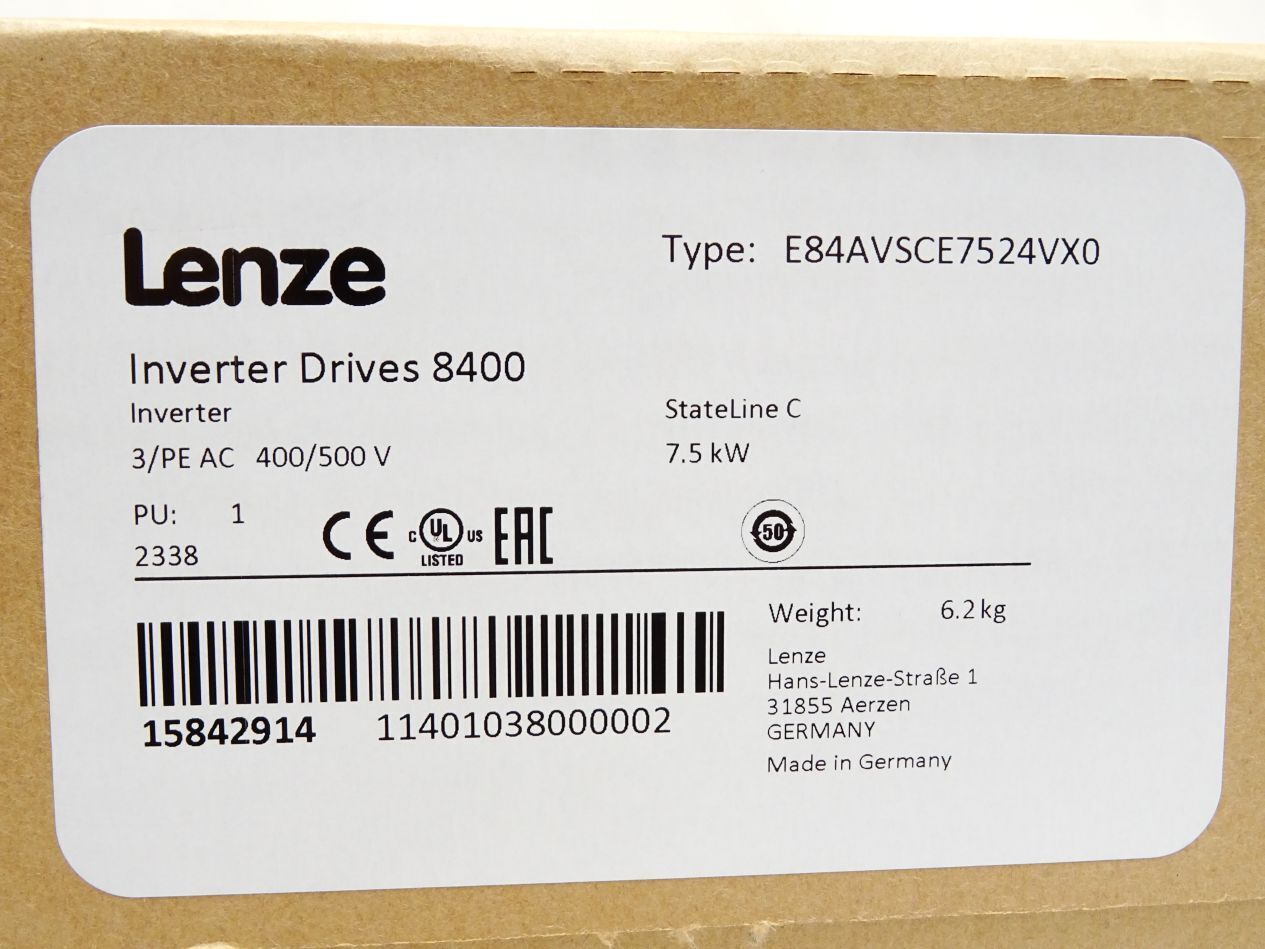 Lenze
Type: E84AVSCE7524VX0
Inverter Drives 8400
Inverter
StateLine C
3/PE AC 400/500 V
7.5 kW
PU: 1
2338
CE
C UL US
LISTED
EAC
50
Weight: 6.2 kg
Lenze
Hans-Lenze-Straße 1
31855 Aerzen
GERMANY
Made in Germany
15842914 11401038000002